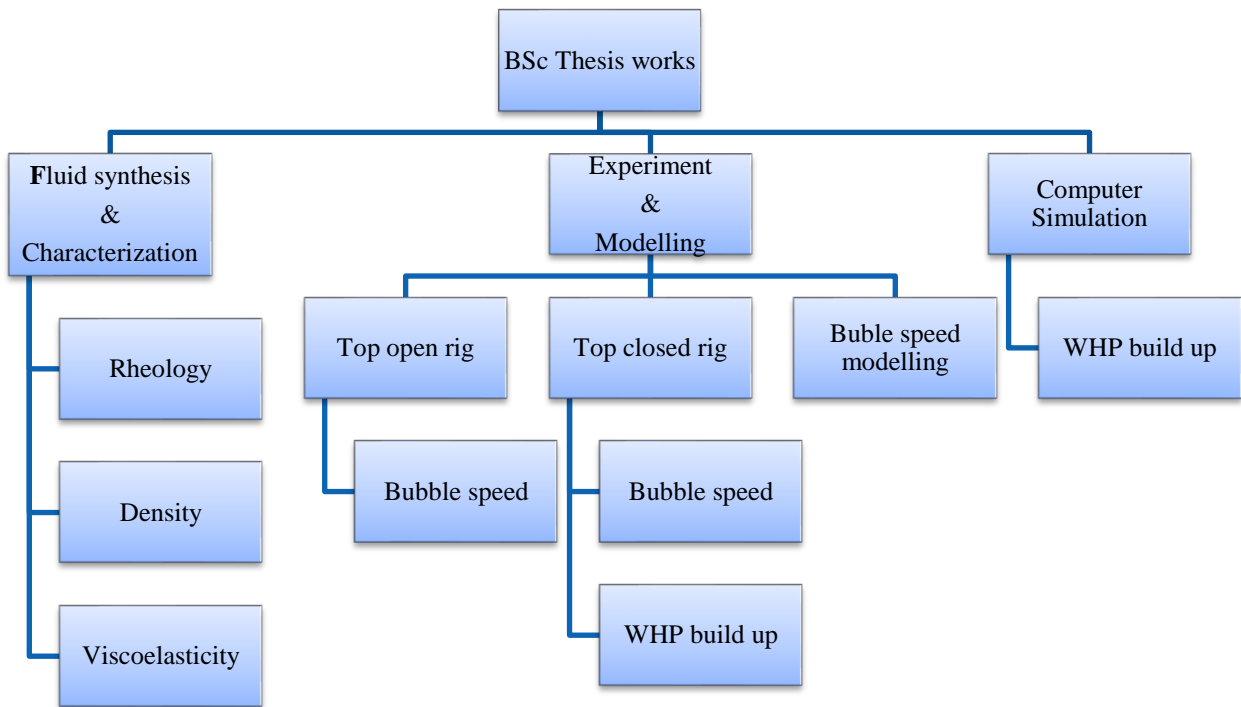 BSc Thesis works
Fluid synthesis
&
Characterization
Experiment
&
Modelling
Computer
Simulation
Rheology
Density
Viscoelasticity
Top open rig
Bubble speed
Top closed rig
Bubble speed
WHP build up
Buble speed
modelling
WHP build up